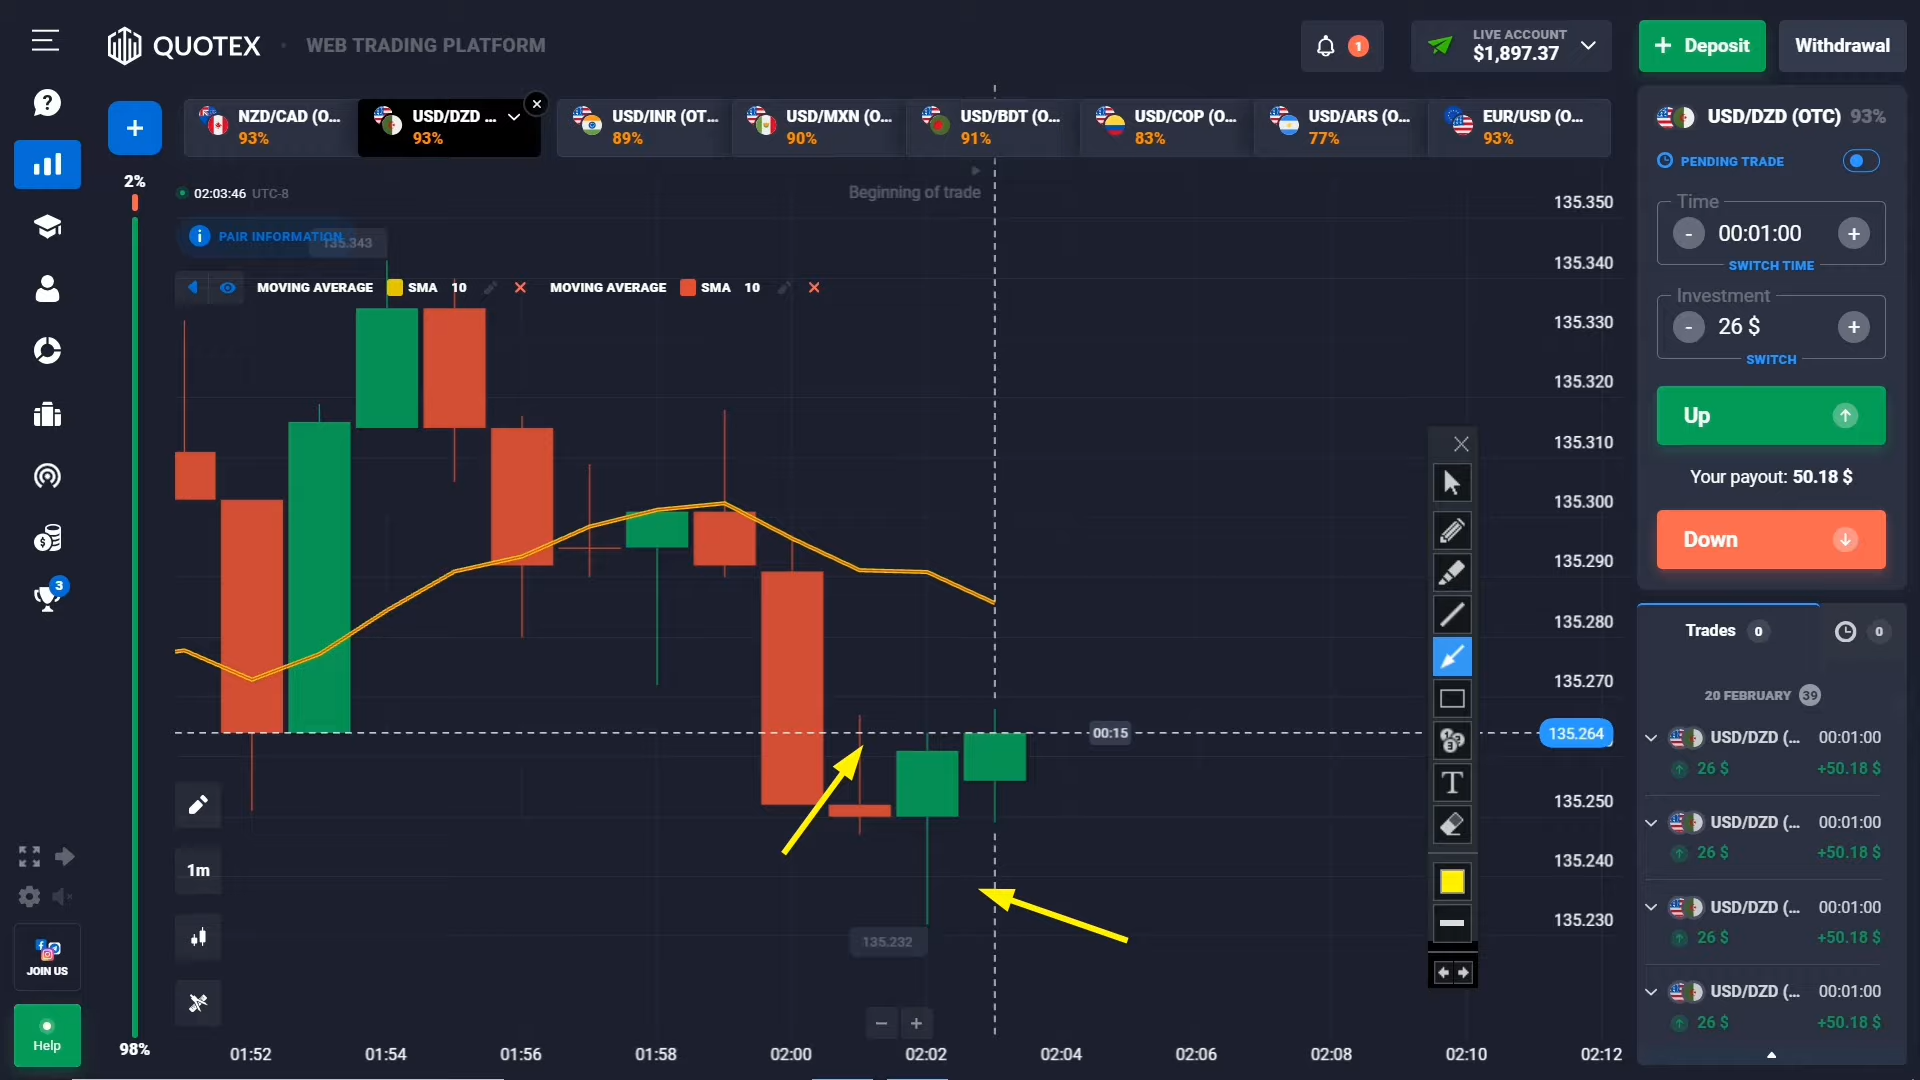 QUOTEX
WEB TRADING PLATFORM
1
LIVE ACCOUNT
$1,897.37
+ Deposit
Withdrawal
NZD/CAD (O...
93%
USD/DZD ...
93%
USD/INR (OT...
89%
USD/MXN (O...
90%
USD/BDT (O...
91%
USD/COP (O...
83%
USD/ARS (O...
77%
EUR/USD (O...
93%
USD/DZD (OTC) 93%
PENDING TRADE
Time
- 00:01:00 +
SWITCH TIME
Investment
- 26 $ +
SWITCH
Up
Your payout: 50.18 $
Down
Trades 0
0
20 FEBRUARY 39
USD/DZD (... 00:01:00
26 $ +50.18 $
USD/DZD (... 00:01:00
26 $ +50.18 $
USD/DZD (... 00:01:00
26 $ +50.18 $
USD/DZD (... 00:01:00
26 $ +50.18 $
2%
02:03:46 UTC-8
Beginning of trade
PAIR INFORMATION
135.343
MOVING AVERAGE SMA 10 MOVING AVERAGE SMA 10
135.350
135.340
135.330
135.320
135.310
135.300
135.290
135.280
135.270
00:15
135.264
135.250
135.240
135.230
135.232
1m
T
3
JOIN US
Help
98%
01:52 01:54 01:56 01:58 02:00 02:02 02:04 02:06 02:08 02:10 02:12